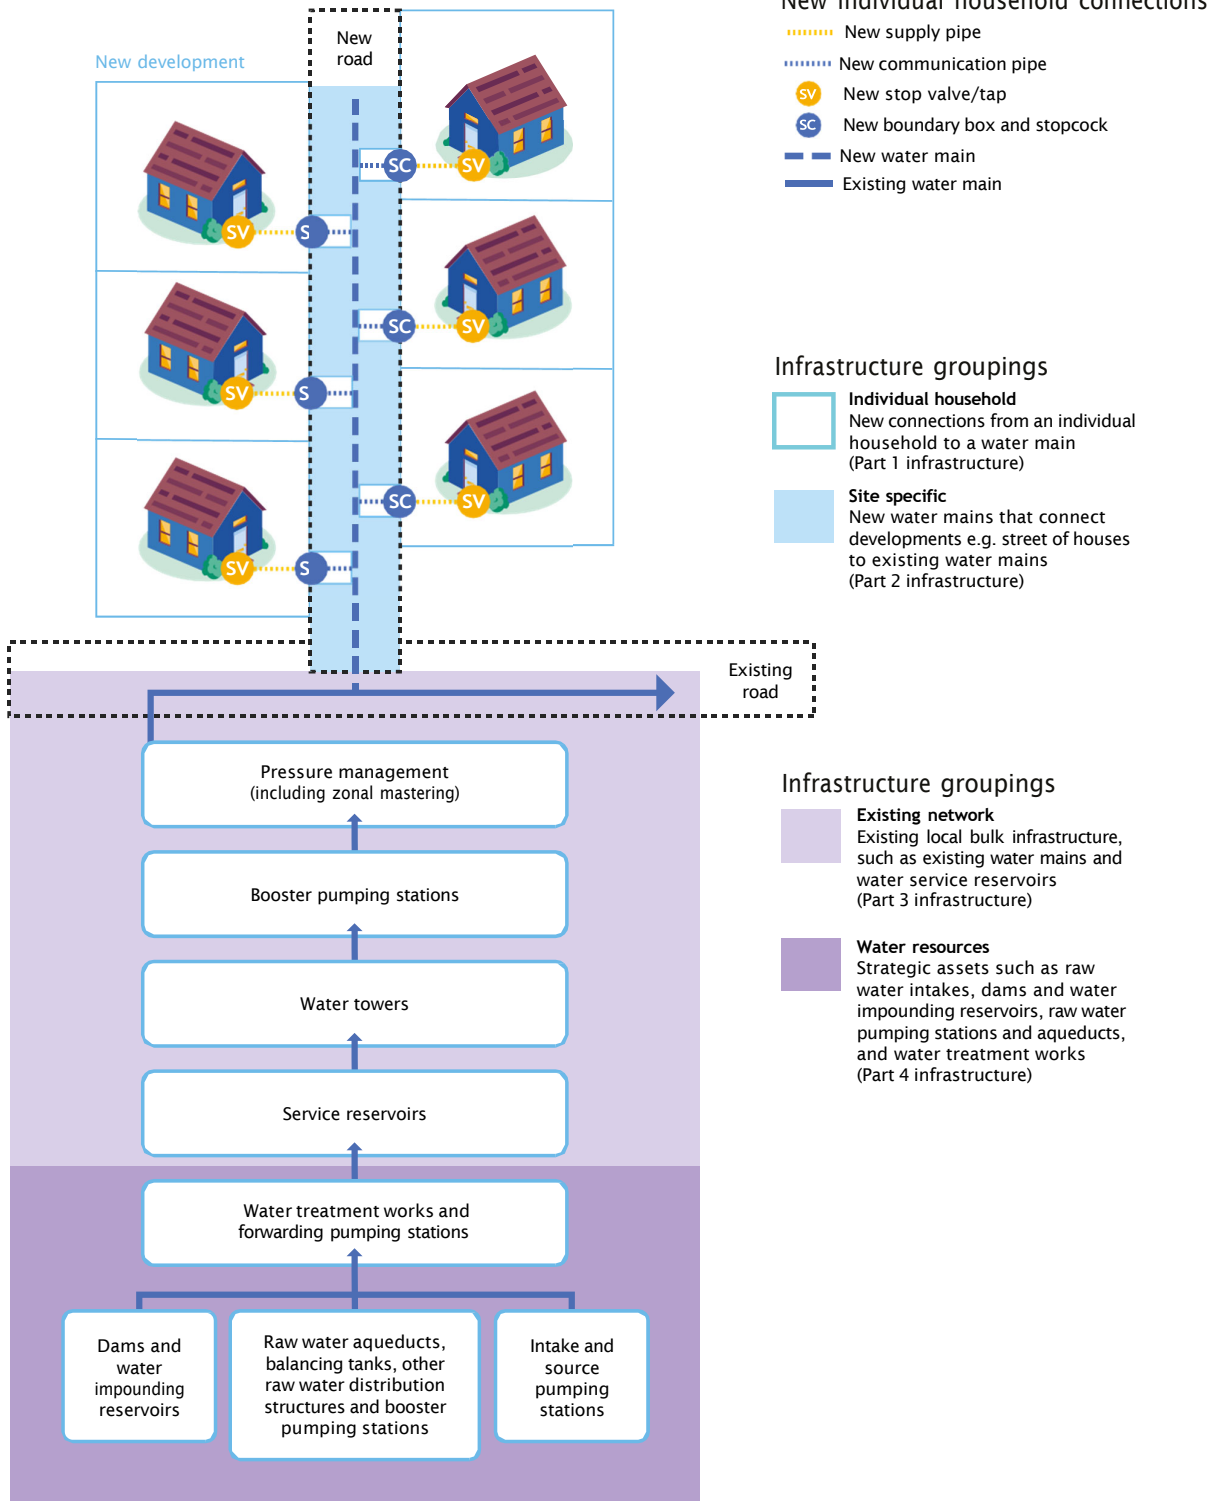 New individual household connections
New supply pipe
New communication pipe
SV
New stop valve/tap
SC
New boundary box and stopcock
New water main
Existing water main
New development
New
road
SC
SV
SV
S
SC
SV
SV
S
SC
SV
SV
S
Infrastructure groupings
Individual household
New connections from an individual
household to a water main
(Part 1 infrastructure)
Site specific
New water mains that connect
developments e.g. street of houses
to existing water mains
(Part 2 infrastructure)
Existing
road
Pressure management
(including zonal mastering)
Booster pumping stations
Water towers
Service reservoirs
Water treatment works and
forwarding pumping stations
Dams and
water
impounding
reservoirs
Raw water aqueducts,
balancing tanks, other
raw water distribution
structures and booster
pumping stations
Intake and
source
pumping
stations
Infrastructure groupings
Existing network
Existing local bulk infrastructure,
such as existing water mains and
water service reservoirs
(Part 3 infrastructure)
Water resources
Strategic assets such as raw
water intakes, dams and water
impounding reservoirs, raw water
pumping stations and aqueducts,
and water treatment works
(Part 4 infrastructure)